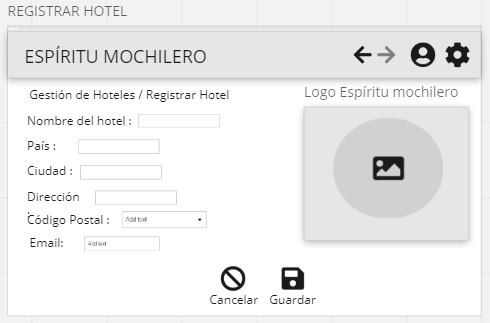 REGISTRAR HOTEL
ESPÍRITU MOCHILERO
Gestión de Hoteles / Registrar Hotel
Logo Espíritu mochilero
Nombre del hotel :
País :
Ciudad :
Dirección
:
Código Postal : Add text
Email: Add text
Cancelar Guardar